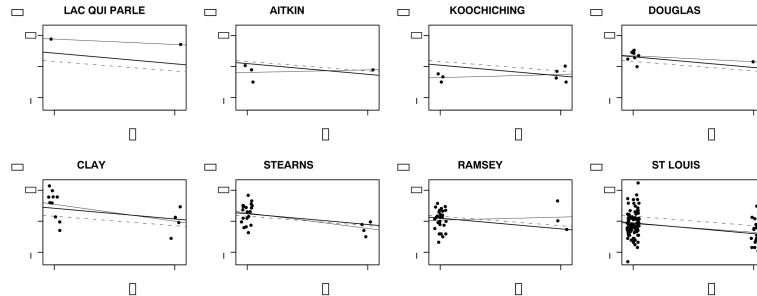 LAC QUI PARLE
AITKIN
KOOCHICHING
DOUGLAS
CLAY
STEARNS
RAMSEY
ST LOUIS